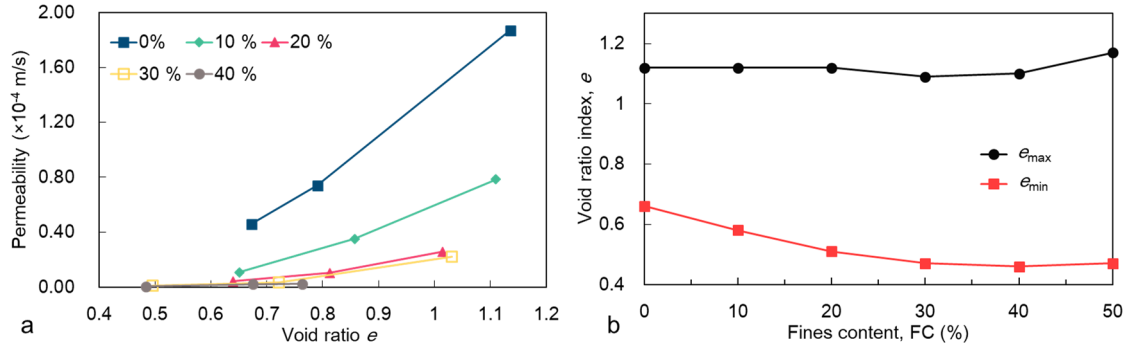 2.00
1.60
1.20
0.80
0.40
0.00
Permeability (×10⁻⁴ m/s)
0%
10 %
20 %
30 %
40 %
0.4 0.5 0.6 0.7 0.8 0.9 1 1.1 1.2
Void ratio e
a
1.2
1
0.8
0.6
0.4
Void ratio index, e
emax
emin
0 10 20 30 40 50
Fines content, FC (%)
b